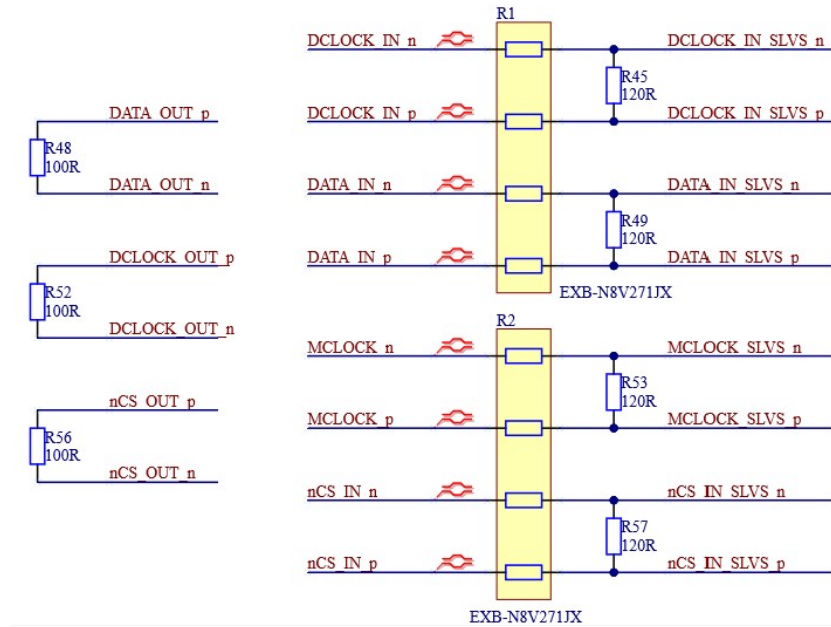 R1
DCLOCK_IN_n
DCLOCK_IN_SLVS_n
R45
120R
DCLOCK_IN_p
DCLOCK_IN_SLVS_p
DATA_IN_n
DATA_IN_SLVS_n
R49
120R
DATA_IN_p
DATA_IN_SLVS_p
EXB-N8V271JX
DATA_OUT_p
R48
100R
DATA_OUT_n
DCLOCK_OUT_p
R52
100R
DCLOCK_OUT_n
nCS_OUT_p
R56
100R
nCS_OUT_n
R2
MCLOCK_n
MCLOCK_SLVS_n
R53
120R
MCLOCK_p
MCLOCK_SLVS_p
nCS_IN_n
nCS_IN_SLVS_n
R57
120R
nCS_IN_p
nCS_IN_SLVS_p
EXB-N8V271JX